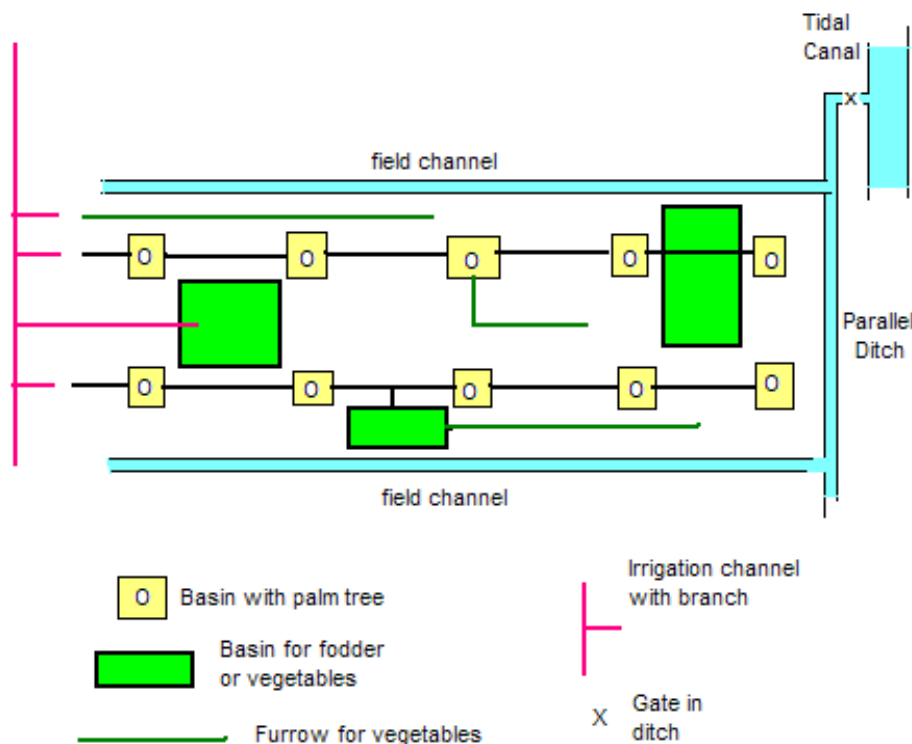 Tidal
Canal
x
field channel
O O O O O
Parallel
Ditch
O O O O O
field channel
O Basin with palm tree
Irrigation channel
with branch
Basin for fodder
or vegetables
X Gate in
ditch
Furrow for vegetables